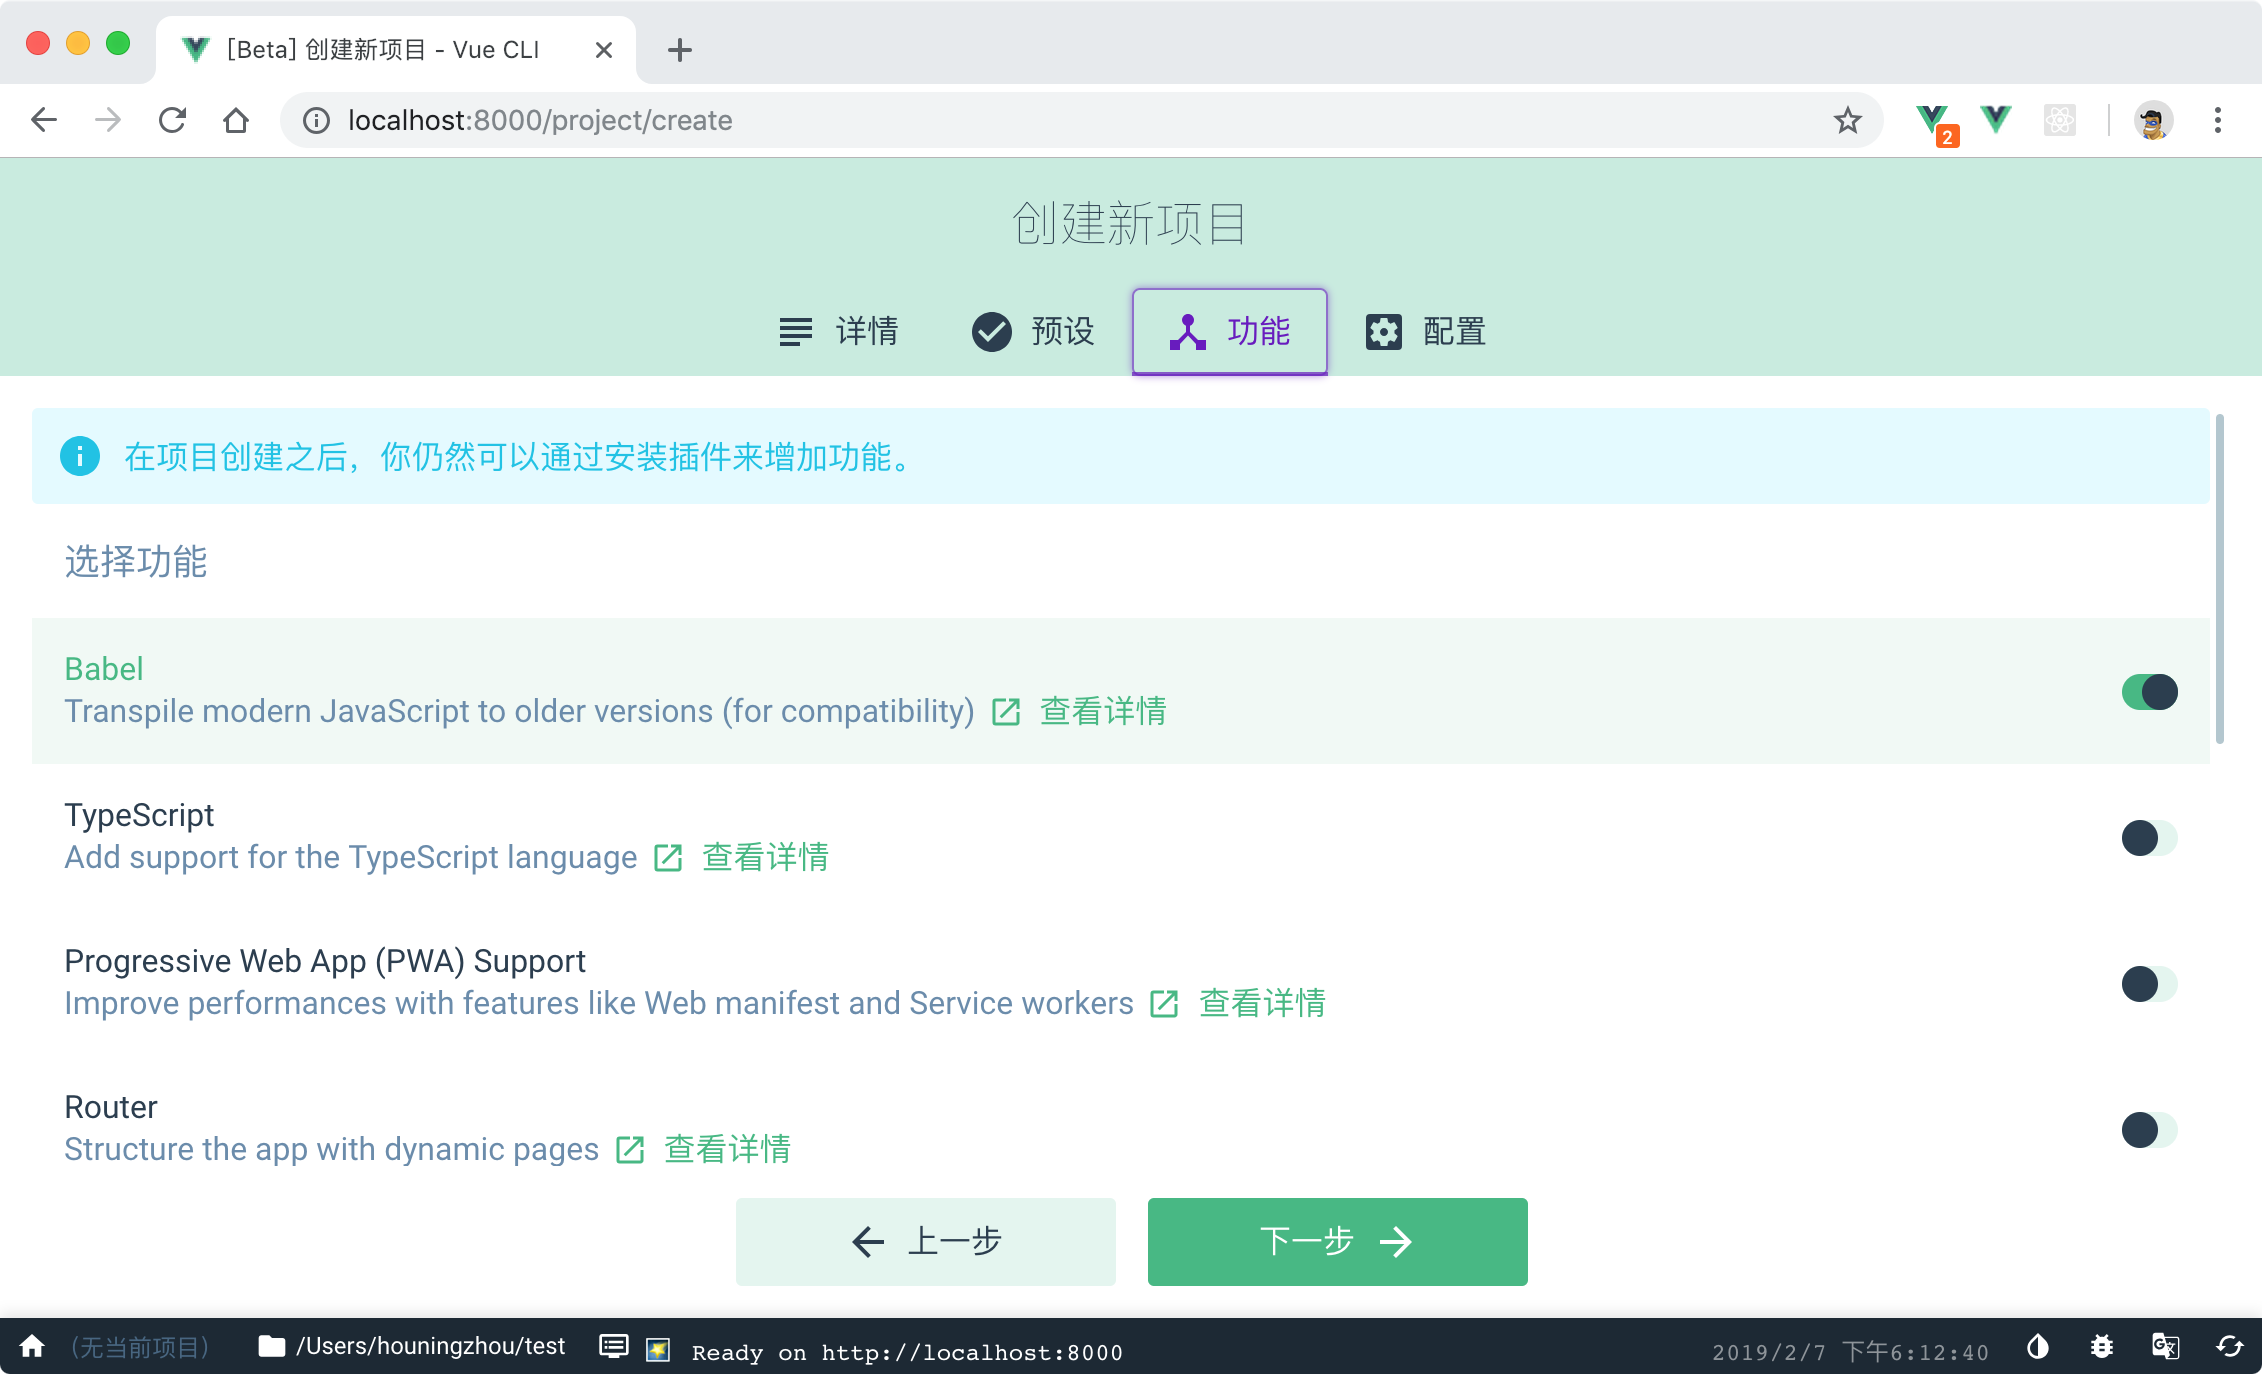 [Beta] 创建新项目 - Vue CLI
localhost:8000/project/create
2
创建新项目
详情 预设 功能 配置
在项目创建之后，你仍然可以通过安装插件来增加功能。
选择功能
Babel
Transpile modern JavaScript to older versions (for compatibility) 查看详情
TypeScript
Add support for the TypeScript language 查看详情
Progressive Web App (PWA) Support
Improve performances with features like Web manifest and Service workers 查看详情
Router
Structure the app with dynamic pages 查看详情
上一步 下一步
(无当前项目) /Users/houningzhou/test Ready on http://localhost:8000 2019/2/7 下午6:12:40